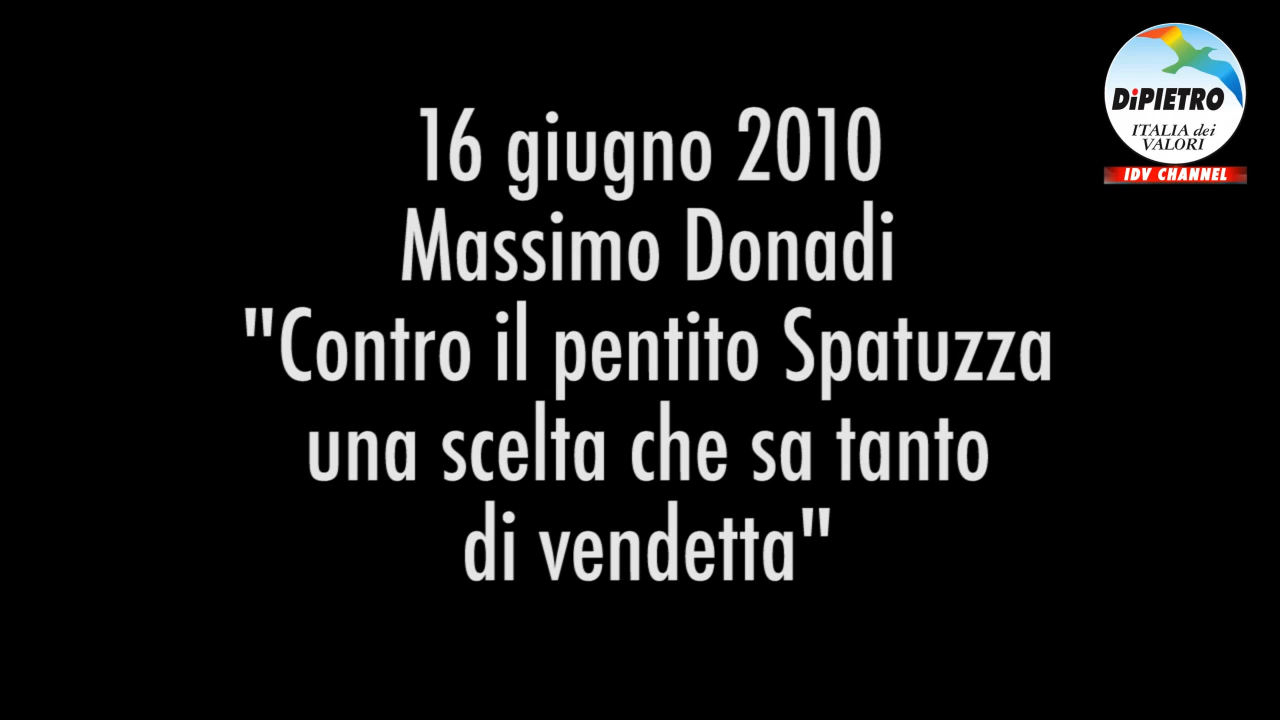 16 giugno 2010
Massimo Donadi
"Contro il pentito Spatuzza
una scelta che sa tanto
di vendetta"
DiPIETRO
ITALIA dei
VALORI
IDV CHANNEL